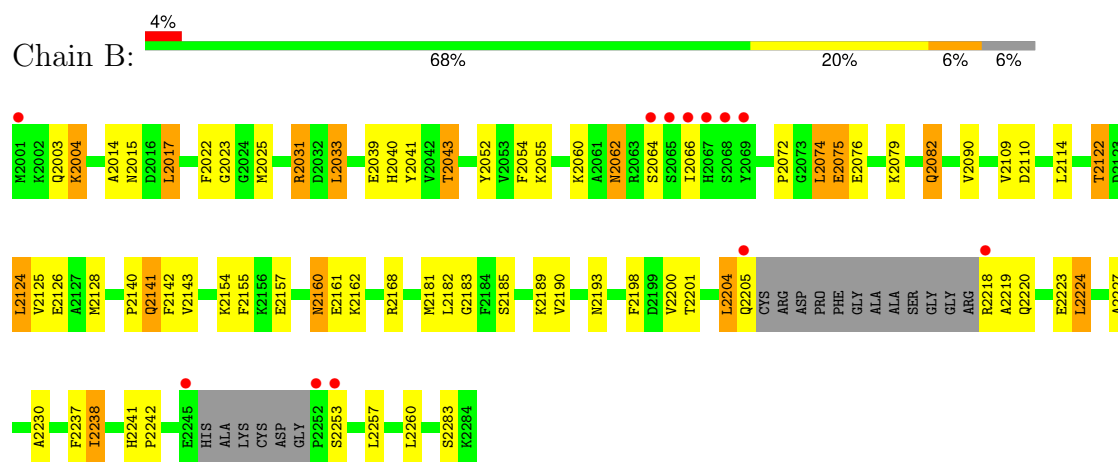 4%
Chain B:
68% 20% 6% 6%
M2001 K2002 Q2003 K2004 A2014 N2015 D2016 L2017 F2022 G2023 G2024 M2025 R2031 D2032 L2033 E2039 H2040 Y2041 V2042 T2043 Y2052 V2053 F2054 K2055 K2060 A2061 N2062 R2063 S2064 S2065 I2066 H2067 S2068 Y2069 P2072 G2073 L2074 E2075 E2076 K2079 Q2082 V2090 V2109 D2110 L2114 T2122 D2123
L2124 V2125 E2126 A2127 M2128 P2140 Q2141 F2142 V2143 K2154 F2155 K2156 E2157 N2160 E2161 K2162 R2168 M2181 L2182 G2183 F2184 S2185 K2189 V2190 N2193 F2198 D2199 V2200 T2201 L2204 Q2205 CYS ARG ASP PRO PHE GLY ALA ALA SER GLY GLY ARG R2218 A2219 Q2220 E2223 L2224 A2227
A2230 F2237 I2238 H2241 P2242 E2245 HIS ALA LYS CYS ASP GLY P2252 S2253 L2257 L2260 S2283 K2284